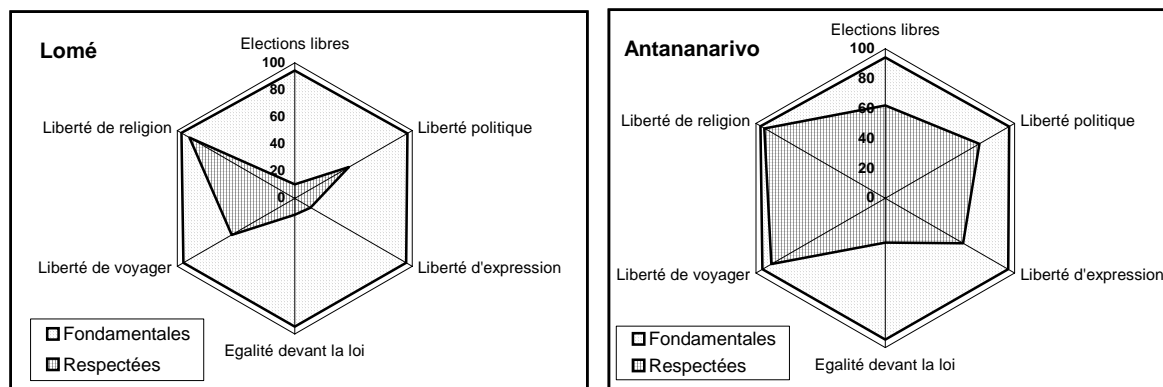 Lomé
Elections libres
100
80
60
40
20
0
Liberté de religion
Liberté politique
Liberté de voyager
Liberté d'expression
Egalité devant la loi
Fondamentales
Respectées
Antananarivo
Elections libres
100
80
60
40
20
0
Liberté de religion
Liberté politique
Liberté de voyager
Liberté d'expression
Egalité devant la loi
Fondamentales
Respectées